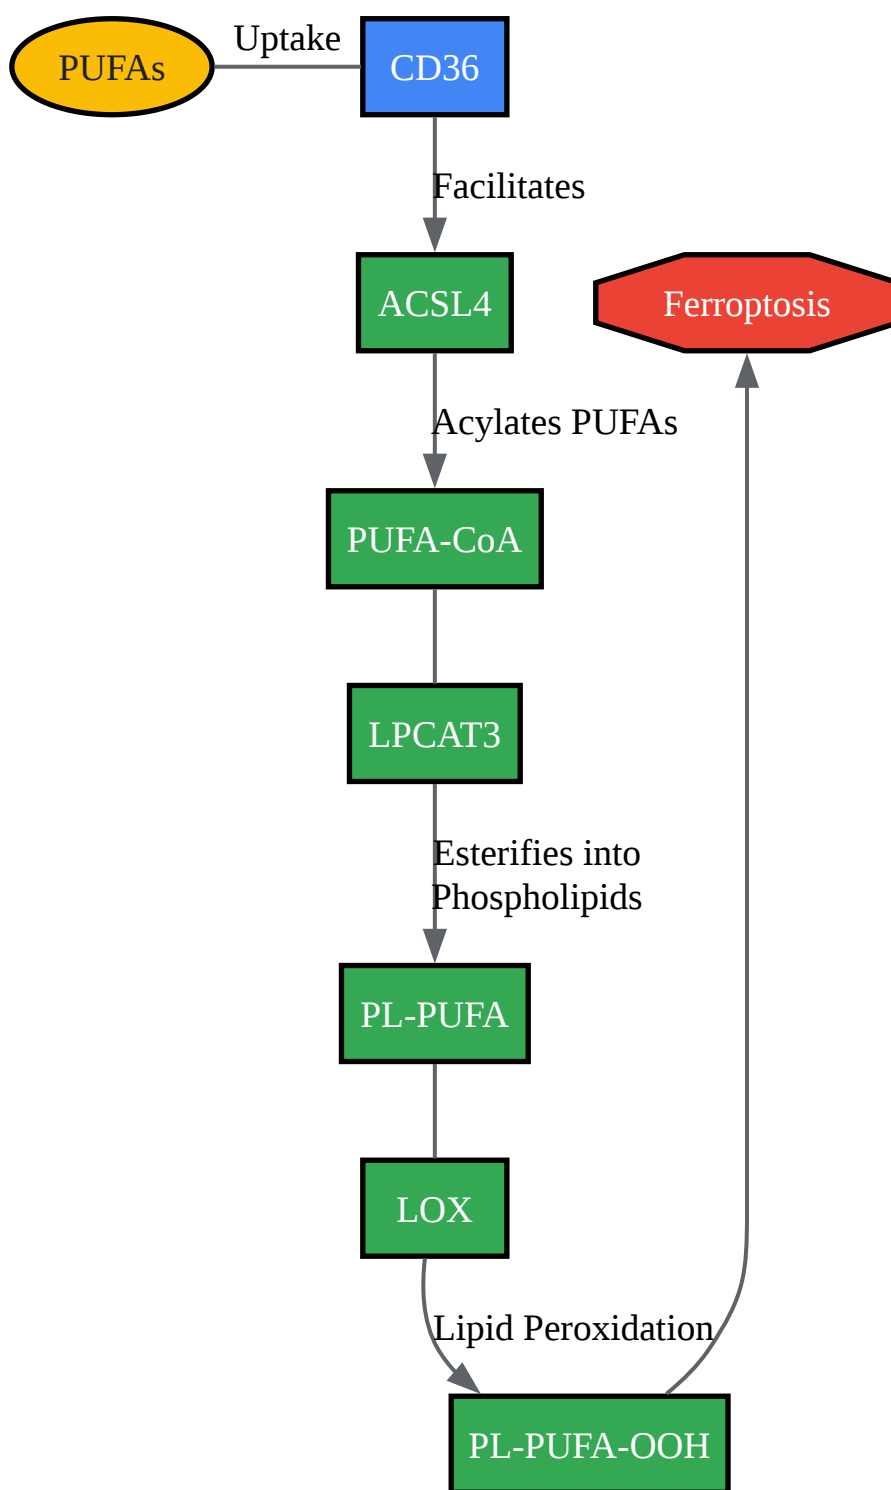 PUFAs
Uptake
CD36
Facilitates
ACSL4
Ferroptosis
Acylates PUFAs
PUFA-CoA
LPCAT3
Esterifies into
Phospholipids
PL-PUFA
LOX
Lipid Peroxidation
PL-PUFA-OOH